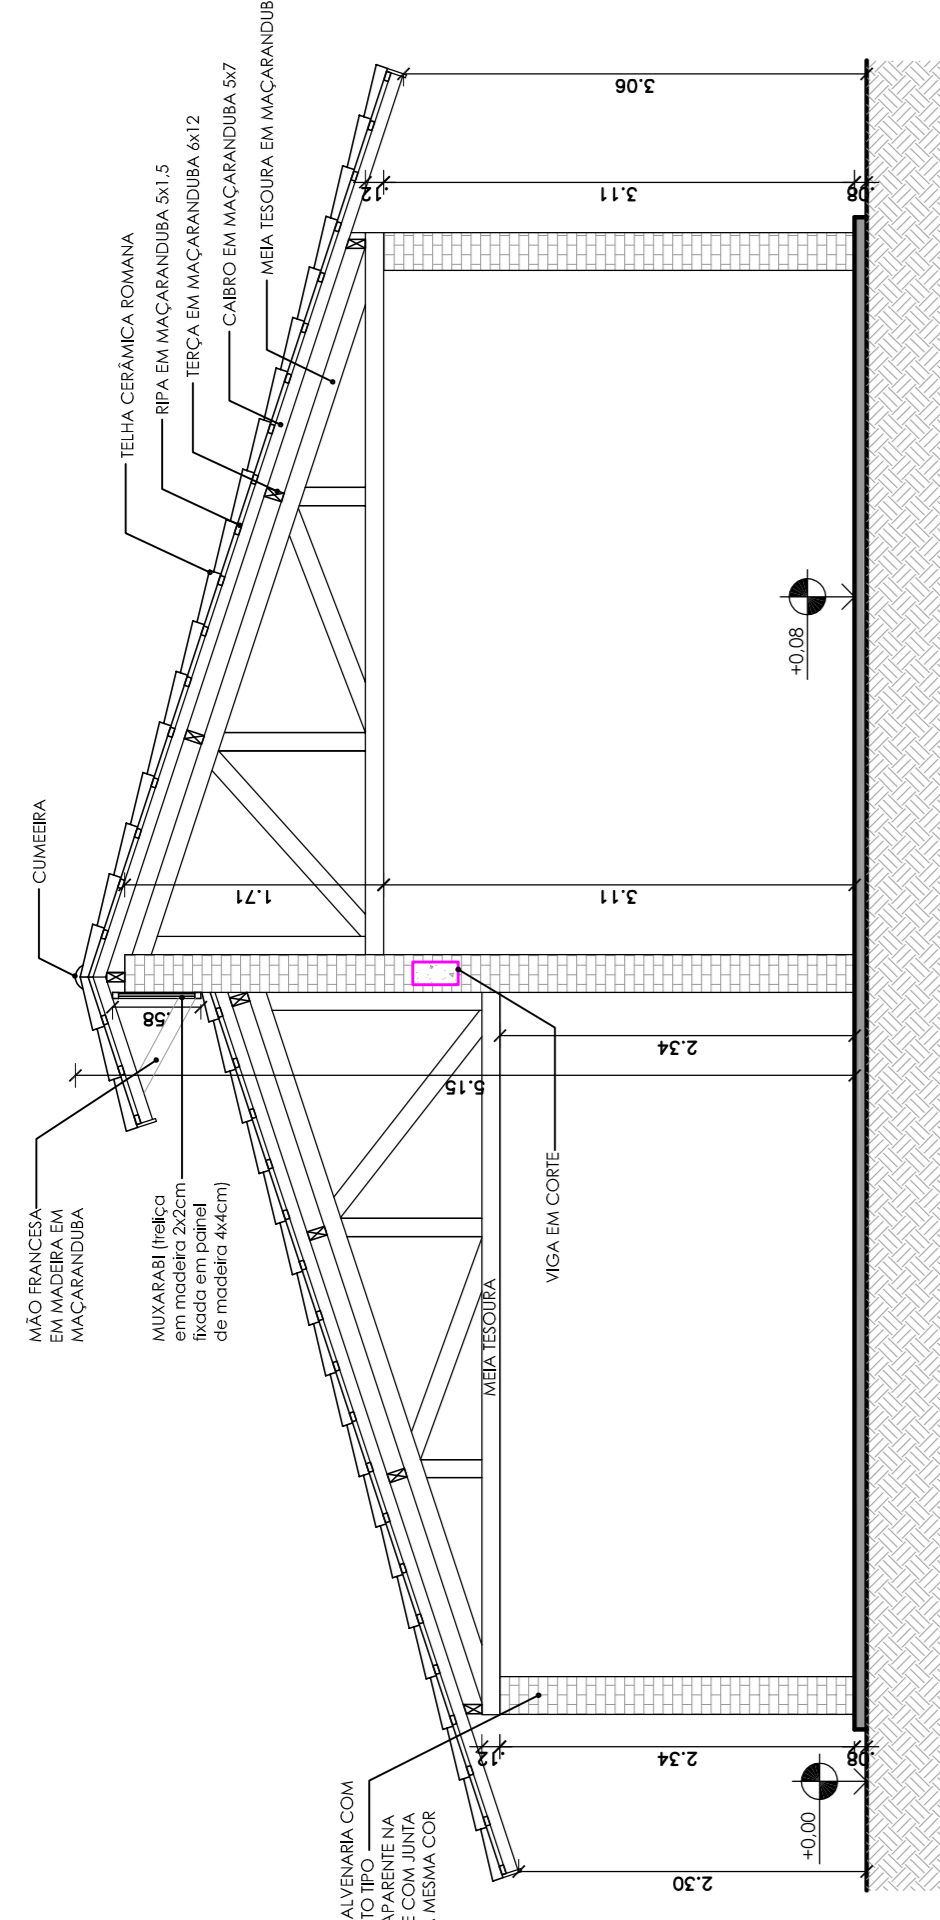 CUMEEIRA
TELHA CERÂMICA ROMANA
RIPA EM MAÇARANDUBA 5x1,5
TERÇA EM MAÇARANDUBA 6x12
CAIBRO EM MAÇARANDUBA 5x7
MEIA TESOURA EM MAÇARANDUB
MÃO FRANCESA
EM MADEIRA EM
MAÇARANDUBA
MUXARABI (treliça
em madeira 2x2cm
fixada em painel
de madeira 4x4cm)
VIGA EM CORTE
MEIA TESOURA
ALVENARIA COM
TO TIPO
APARENTE NA
E COM JUNTA
MESMA COR
3.06
.12
3.11
.08
1.71
3.11
.58
2.34
5.15
.12
2.34
.08
2.30
+0,08
+0,00